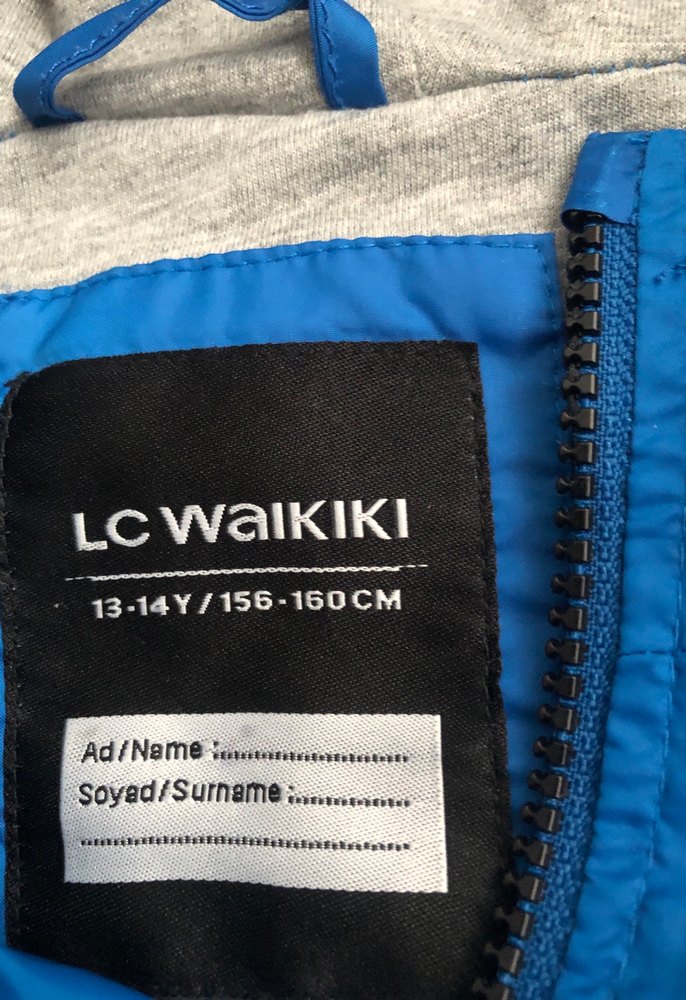 LC Waikiki
13-14Y/156-160CM
Ad/Name :........................
Soyad/Surname :...............
..........................................